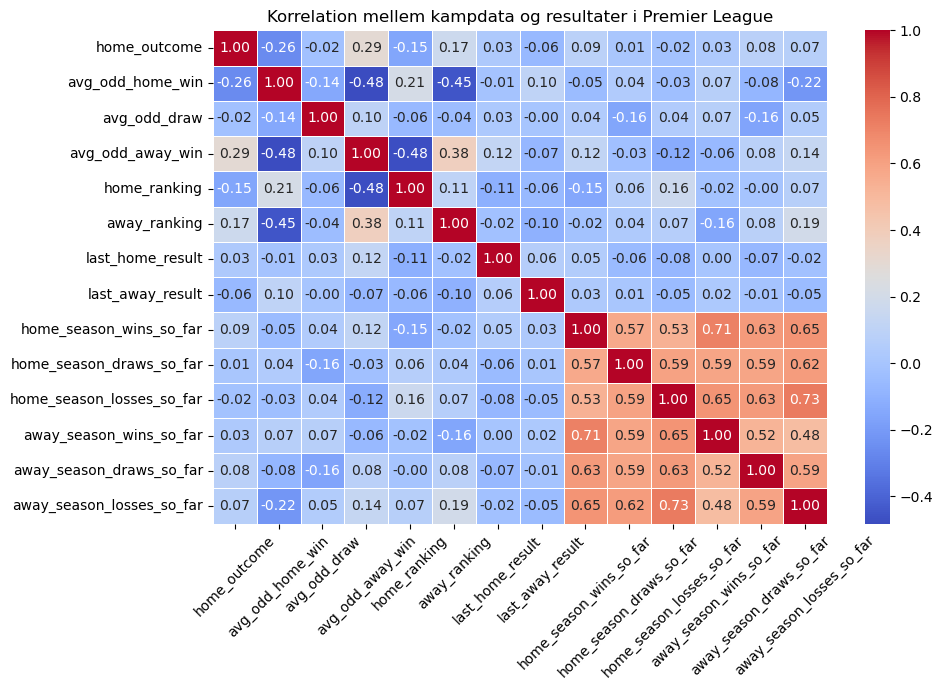 Korrelation mellem kampdata og resultater i Premier League
home_outcome 1.00 -0.26 -0.02 0.29 -0.15 0.17 0.03 -0.06 0.09 0.01 -0.02 0.03 0.08 0.07
avg_odd_home_win -0.26 1.00 -0.14 -0.48 0.21 -0.45 -0.01 0.10 -0.05 0.04 -0.03 0.07 -0.08 -0.22
avg_odd_draw -0.02 -0.14 1.00 0.10 -0.06 -0.04 0.03 -0.00 0.04 -0.16 0.04 0.07 -0.16 0.05
avg_odd_away_win 0.29 -0.48 0.10 1.00 -0.48 0.38 0.12 -0.07 0.12 -0.03 -0.12 -0.06 0.08 0.14
home_ranking -0.15 0.21 -0.06 -0.48 1.00 0.11 -0.11 -0.06 -0.15 0.06 0.16 -0.02 -0.00 0.07
away_ranking 0.17 -0.45 -0.04 0.38 0.11 1.00 -0.02 -0.10 -0.02 0.04 0.07 -0.16 0.08 0.19
last_home_result 0.03 -0.01 0.03 0.12 -0.11 -0.02 1.00 0.06 0.05 -0.06 -0.08 0.00 -0.07 -0.02
last_away_result -0.06 0.10 -0.00 -0.07 -0.06 -0.10 0.06 1.00 0.03 0.01 -0.05 0.02 -0.01 -0.05
home_season_wins_so_far 0.09 -0.05 0.04 0.12 -0.15 -0.02 0.05 0.03 1.00 0.57 0.53 0.71 0.63 0.65
home_season_draws_so_far 0.01 0.04 -0.16 -0.03 0.06 0.04 -0.06 0.01 0.57 1.00 0.59 0.59 0.59 0.62
home_season_losses_so_far -0.02 -0.03 0.04 -0.12 0.16 0.07 -0.08 -0.05 0.53 0.59 1.00 0.65 0.63 0.73
away_season_wins_so_far 0.03 0.07 0.07 -0.06 -0.02 -0.16 0.00 0.02 0.71 0.59 0.65 1.00 0.52 0.48
away_season_draws_so_far 0.08 -0.08 -0.16 0.08 -0.00 0.08 -0.07 -0.01 0.63 0.59 0.63 0.52 1.00 0.59
away_season_losses_so_far 0.07 -0.22 0.05 0.14 0.07 0.19 -0.02 -0.05 0.65 0.62 0.73 0.48 0.59 1.00
home_outcome
avg_odd_home_win
avg_odd_draw
avg_odd_away_win
home_ranking
away_ranking
last_home_result
last_away_result
home_season_wins_so_far
home_season_draws_so_far
home_season_losses_so_far
away_season_wins_so_far
away_season_draws_so_far
away_season_losses_so_far
1.0
0.8
0.6
0.4
0.2
0.0
−0.2
−0.4